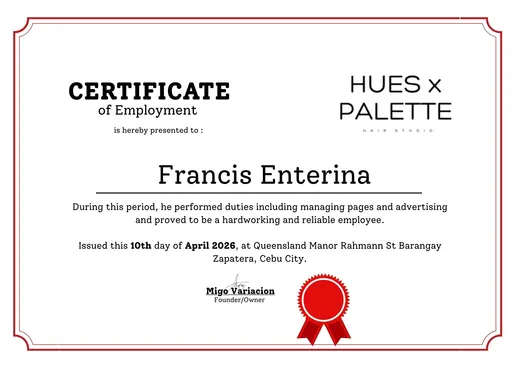 CERTIFICATE
of Employment
is hereby presented to :
HUES x
PALETTE
HAIR STUDIO
Francis Enterina
During this period, he performed duties including managing pages and advertising
and proved to be a hardworking and reliable employee.
Issued this 10th day of April 2026, at Queensland Manor Rahmann St Barangay
Zapatera, Cebu City.
Migo Variacion
Founder/Owner